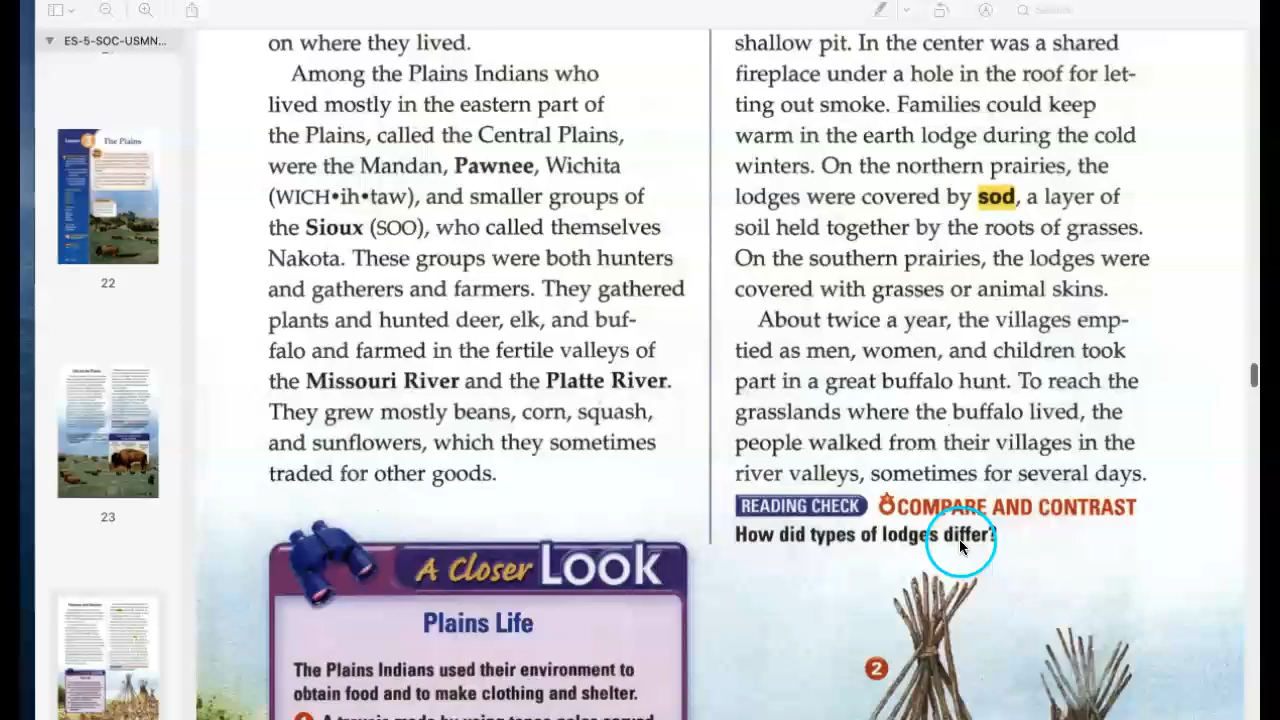 Search
ES-5-SOC-USMN...
22
23
on where they lived.
Among the Plains Indians who
lived mostly in the eastern part of
the Plains, called the Central Plains,
were the Mandan, Pawnee, Wichita
(WICH•ih•taw), and smaller groups of
the Sioux (SOO), who called themselves
Nakota. These groups were both hunters
and gatherers and farmers. They gathered
plants and hunted deer, elk, and buf-
falo and farmed in the fertile valleys of
the Missouri River and the Platte River.
They grew mostly beans, corn, squash,
and sunflowers, which they sometimes
traded for other goods.
A Closer LOOK
Plains Life
The Plains Indians used their environment to
obtain food and to make clothing and shelter.
shallow pit. In the center was a shared
fireplace under a hole in the roof for let-
ting out smoke. Families could keep
warm in the earth lodge during the cold
winters. On the northern prairies, the
lodges were covered by sod, a layer of
soil held together by the roots of grasses.
On the southern prairies, the lodges were
covered with grasses or animal skins.
About twice a year, the villages emp-
tied as men, women, and children took
part in a great buffalo hunt. To reach the
grasslands where the buffalo lived, the
people walked from their villages in the
river valleys, sometimes for several days.
READING CHECK COMPARE AND CONTRAST
How did types of lodges differ?
2